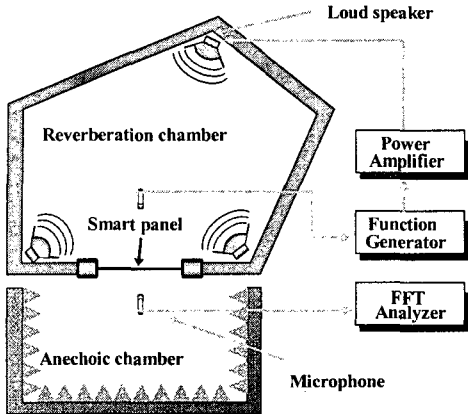 Loud speaker
Reverberation chamber
Power
Amplifier
Smart panel
Function
Generator
FFT
Analyzer
Anechoic chamber
Microphone